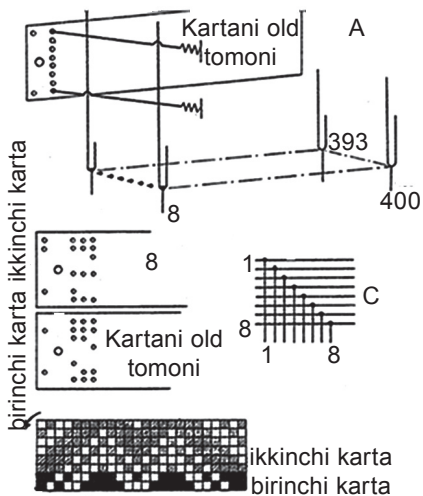 Kartani old
tomoni
A
393
8
400
birinchi karta ikkinchi karta
8
Kartani old
tomoni
1
C
8
1
8
ikkinchi karta
birinchi karta